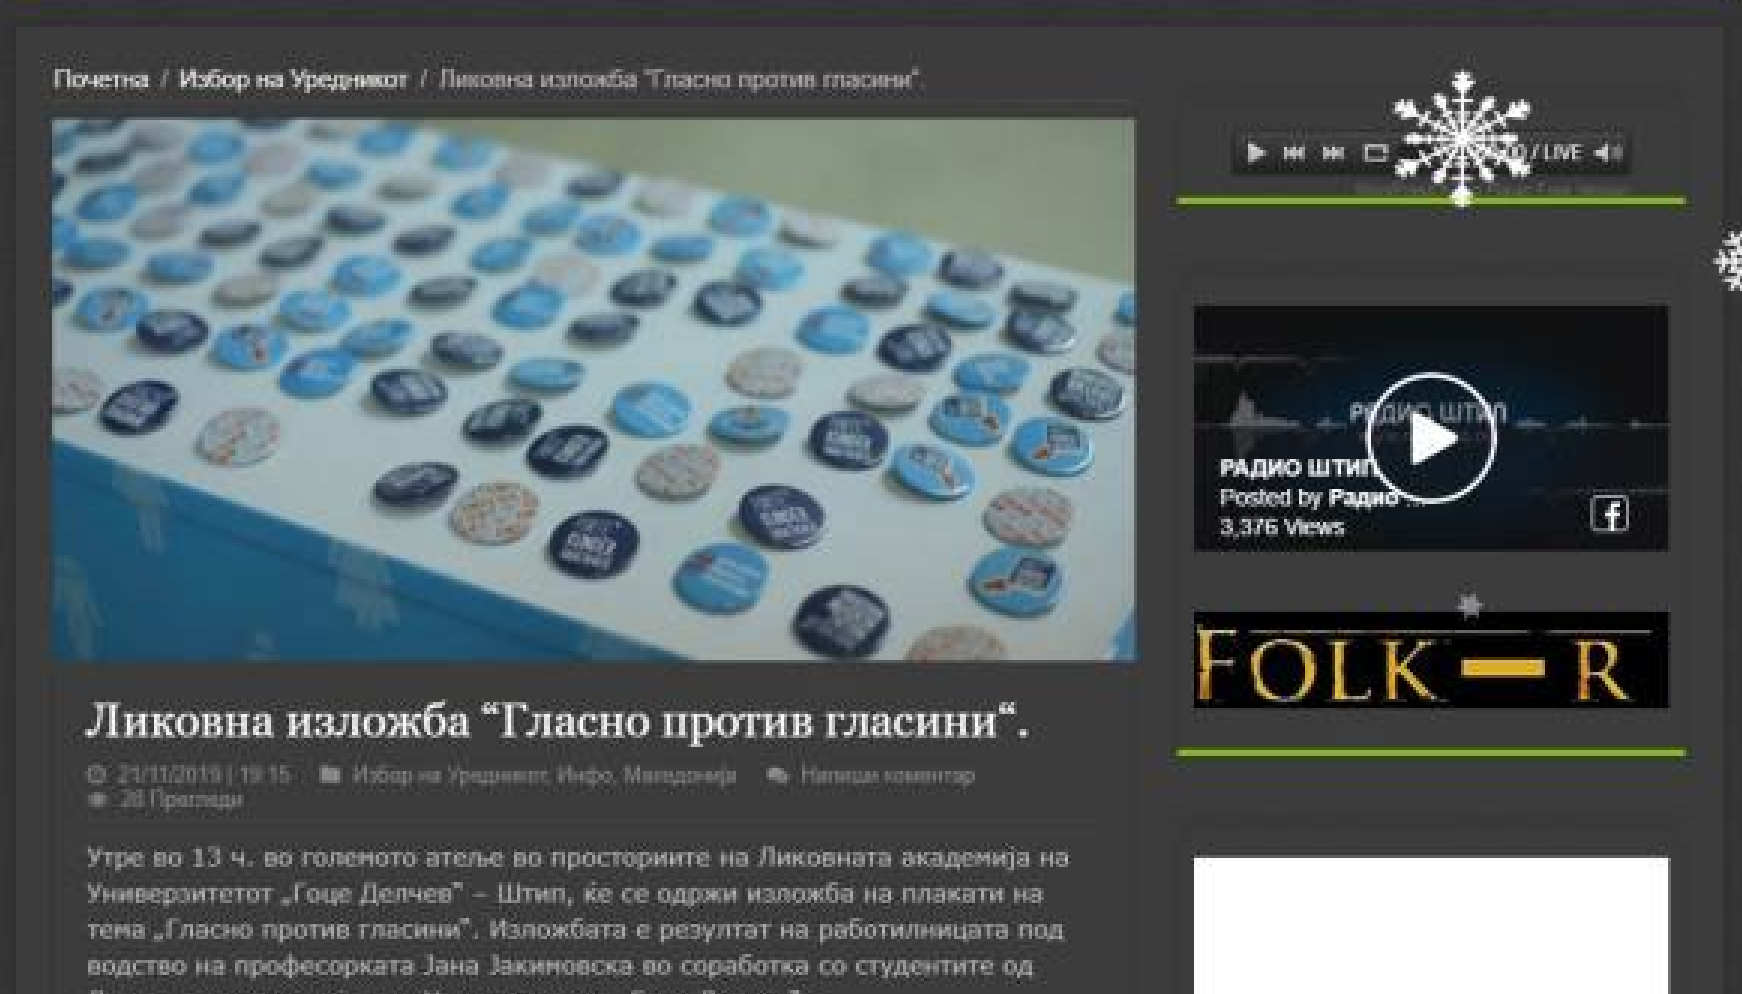 Почетна / Избор на Уредникот / Ликовна изложба "Гласно против гласини".
/ LIVE
РАДИО ШТИП
РАДИО ШТИП
Posted by Радио ...
3,376 Views
FOLK - R
Ликовна изложба “Гласно против гласини“.
21/11/2019 | 19:15 Избор на Уредникот, Инфо, Македонија Напиши коментар
28 Прегледи
Утре во 13 ч. во големото атеље во просториите на Ликовната академија на
Универзитетот „Гоце Делчев” – Штип, ќе се одржи изложба на плакати на
тема „Гласно против гласини”. Изложбата е резултат на работилницата под
водство на професорката Јана Јакимовска во соработка со студентите од